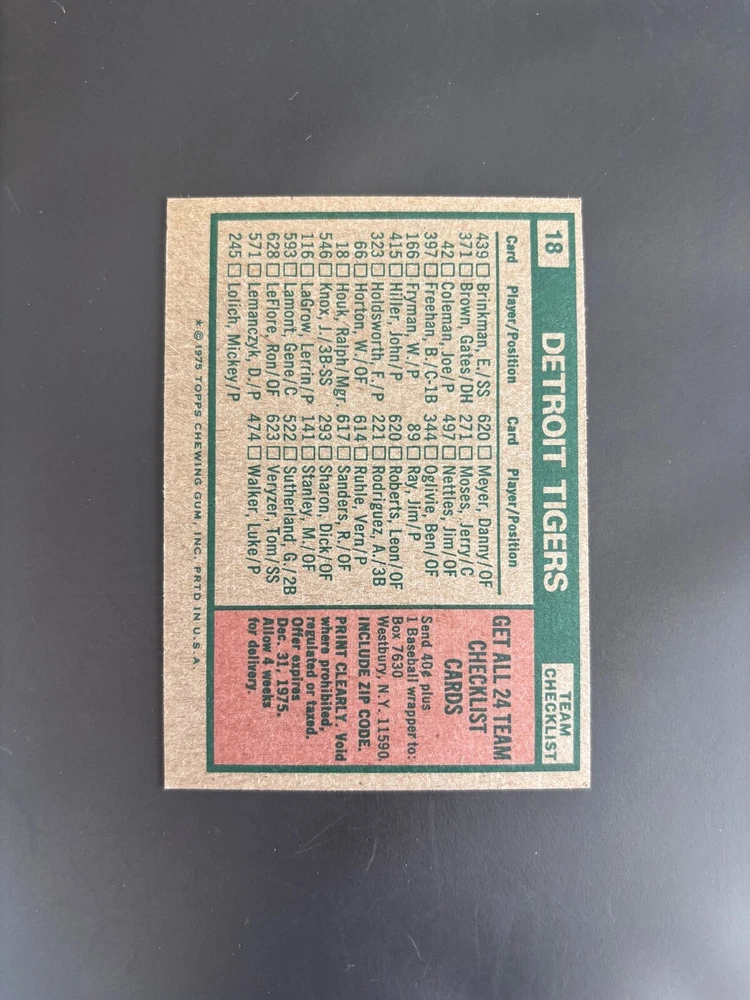 18 DETROIT TIGERS TEAM CHECKLIST
Card Player/Position
439 Brinkman, E./SS
371 Brown, Gates/DH
42 Coleman, Joe/P
397 Freehan, B./C-1B
166 Fryman, W./P
415 Hiller, John/P
323 Holdsworth, F./P
66 Horton, W./OF
18 Houk, Ralph/Mgr.
546 Knox, J./3B-SS
116 LaGrow, Lerrin/P
593 Lamont, Gene/C
628 LeFlore, Ron/OF
571 Lemanczyk, D./P
245 Lolich, Mickey/P
Card Player/Position
620 Meyer, Danny/OF
271 Moses, Jerry/C
497 Nettles, Jim/OF
344 Oglivie, Ben/OF
89 Ray, Jim/P
620 Roberts, Leon/OF
221 Rodriguez, A./3B
614 Ruhle, Vern/P
617 Sanders, R./OF
293 Sharon, Dick/OF
141 Stanley, M./OF
522 Sutherland, G./2B
623 Veryzer, Tom/SS
474 Walker, Luke/P
GET ALL 24 TEAM
CHECKLIST
CARDS
Send 40¢ plus
1 Baseball wrapper to:
Box 7630
Westbury, N.Y. 11590.
INCLUDE ZIP CODE.
PRINT CLEARLY. Void
where prohibited,
regulated or taxed.
Offer expires
Dec. 31, 1975.
Allow 4 weeks
for delivery.
* © 1975 TOPPS CHEWING GUM, INC. PRTD IN U.S.A.